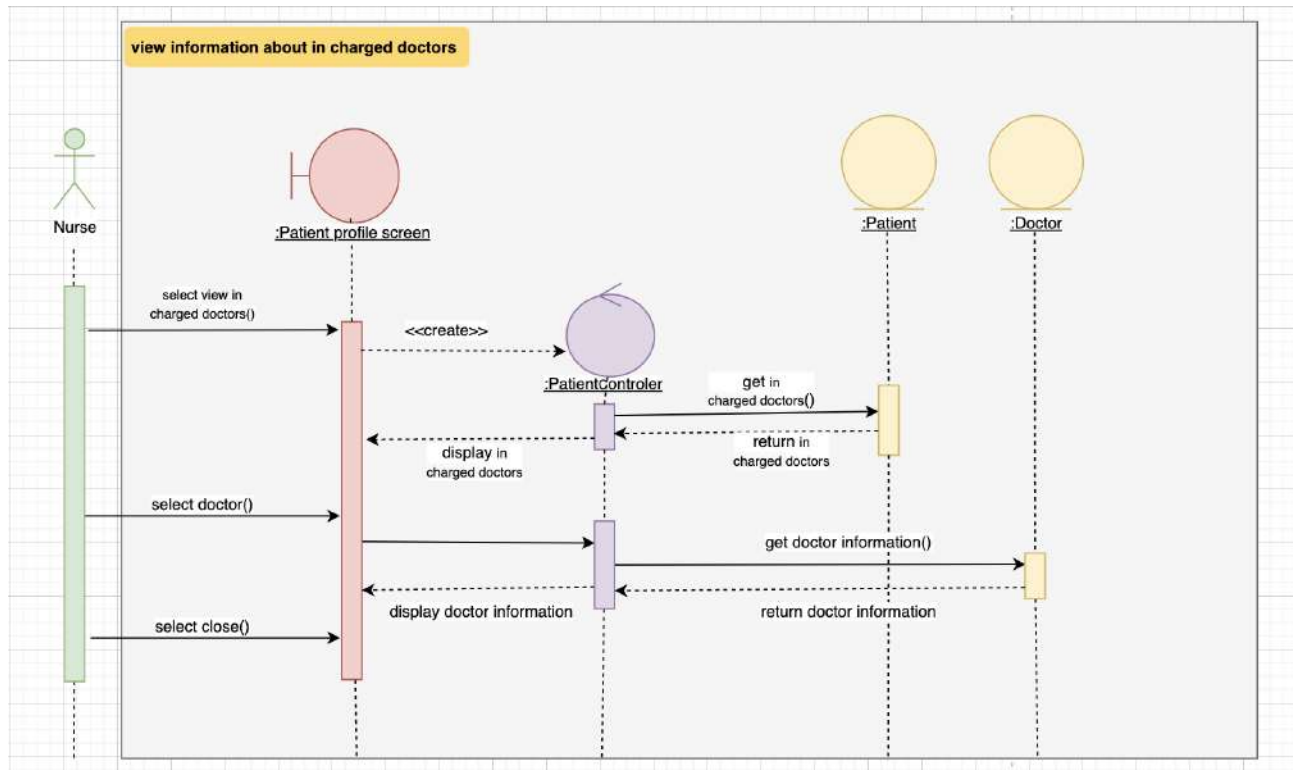 view information about in charged doctors
Nurse
:Patient profile screen
:Patient
:Doctor
select view in
charged doctors()
<<create>>
:PatientControler
get in
charged doctors()
return in
charged doctors
display in
charged doctors
select doctor()
get doctor information()
display doctor information
return doctor information
select close()